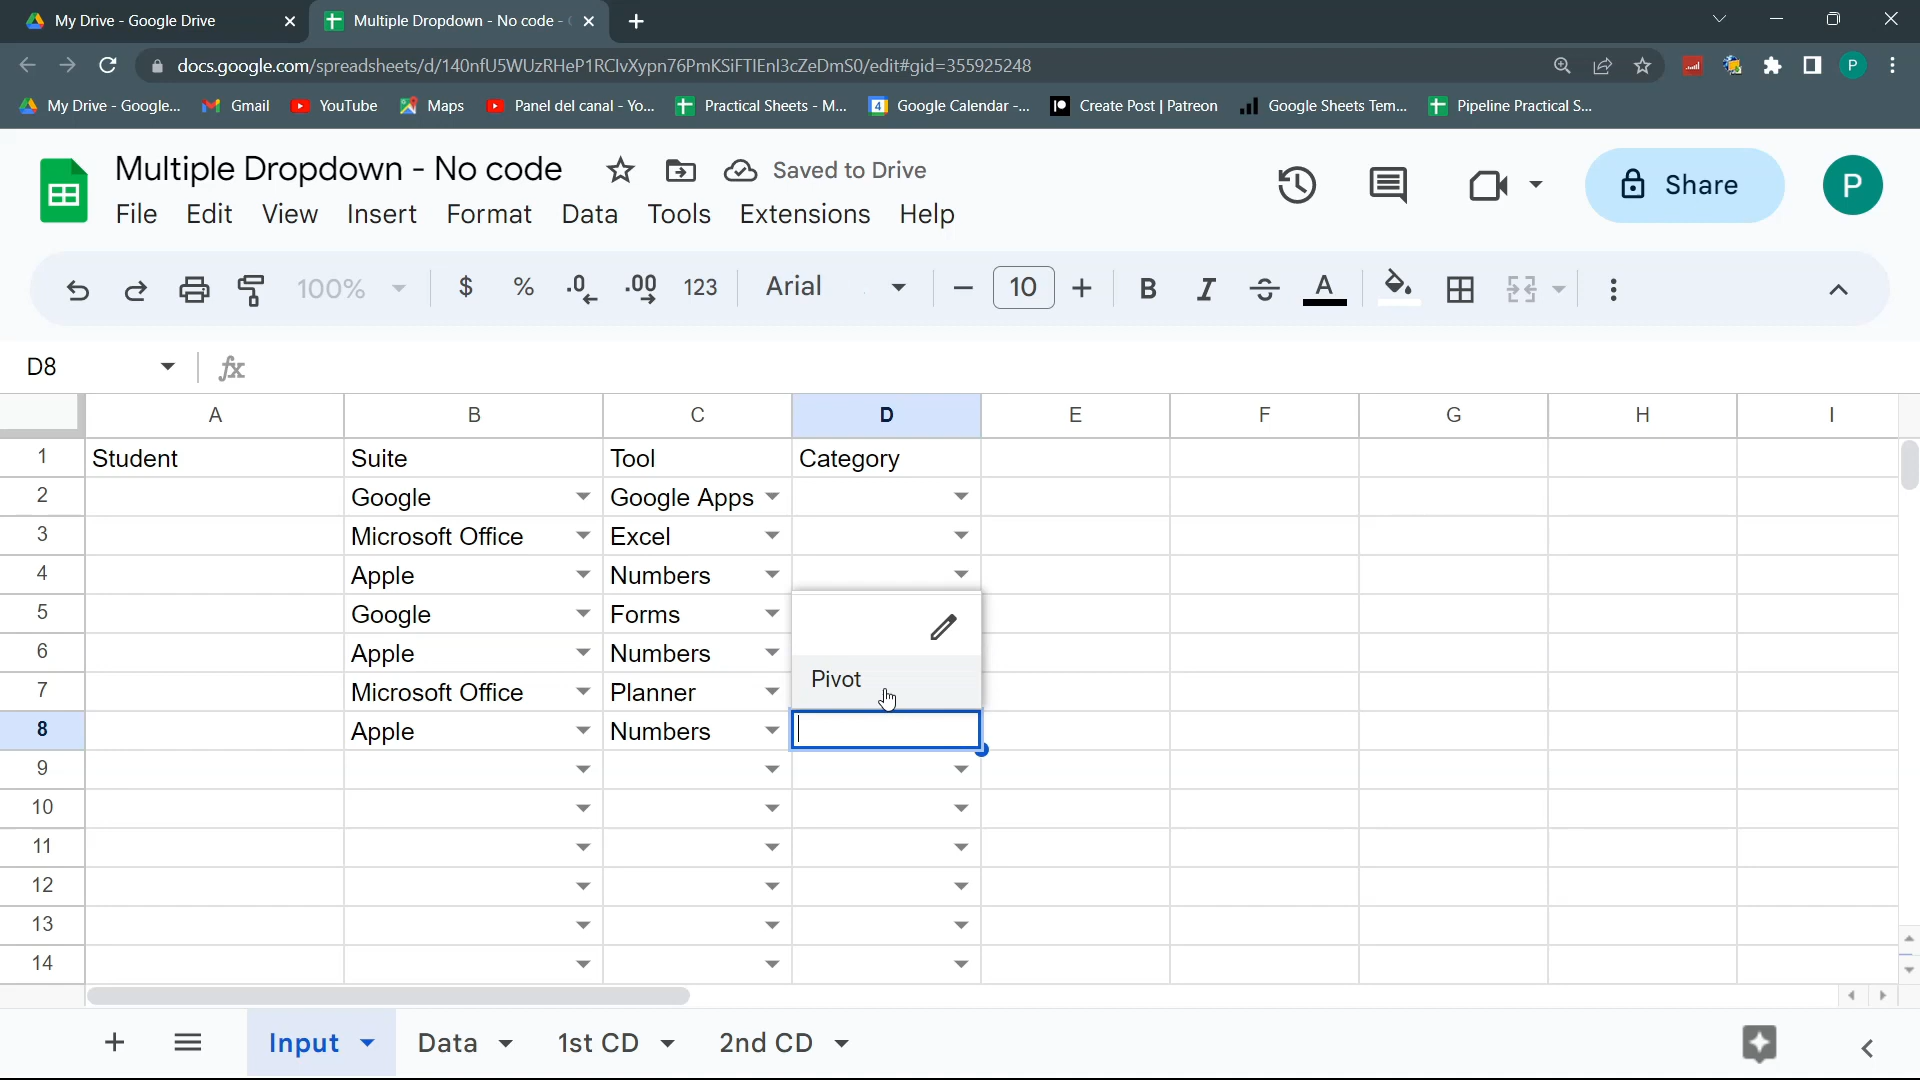 My Drive - Google Drive
Multiple Dropdown - No code -
docs.google.com/spreadsheets/d/140nfU5WUzRHeP1RClvXypn76PmKSiFTIEnI3cZeDmS0/edit#gid=355925248
P
My Drive - Google...
Gmail
YouTube
Maps
Panel del canal - Yo...
Practical Sheets - M...
4
Google Calendar -...
Create Post | Patreon
Google Sheets Tem...
Pipeline Practical S...
Multiple Dropdown - No code
Saved to Drive
Share
P
File Edit View Insert Format Data Tools Extensions Help
100% $ % .0 .00 123 Arial 10 B I S A
D8 fx
A B C D E F G H I
1 Student Suite Tool Category
2 Google Google Apps
3 Microsoft Office Excel
4 Apple Numbers
5 Google Forms
6 Apple Numbers
7 Microsoft Office Planner Pivot
8 Apple Numbers
9
10
11
12
13
14
Input Data 1st CD 2nd CD